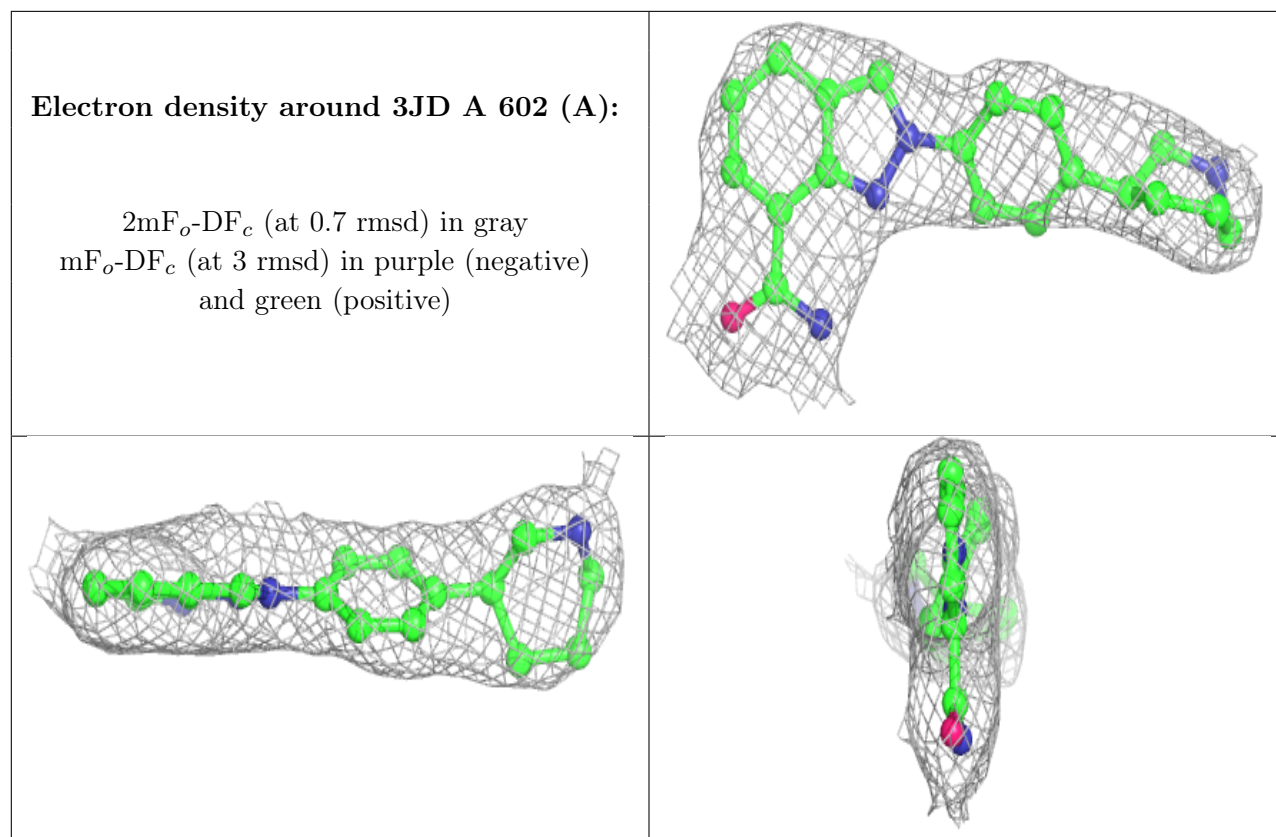 Electron density around 3JD A 602 (A):
2mFₒ-DF𝒸 (at 0.7 rmsd) in gray
mFₒ-DF𝒸 (at 3 rmsd) in purple (negative)
and green (positive)